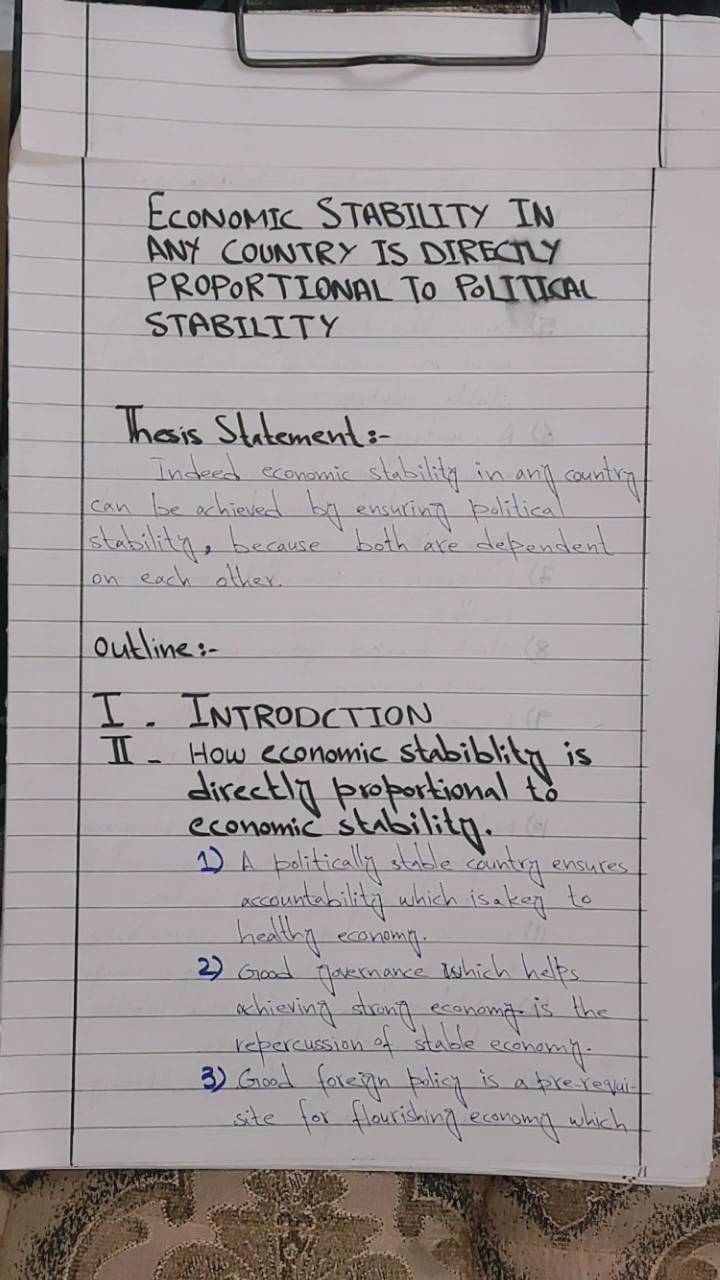 ECONOMIC STABILITY IN
ANY COUNTRY IS DIRECTLY
PROPORTIONAL TO POLITICAL
STABILITY
Thesis Statement:-
Indeed economic stability in any country
can be achieved by ensuring political
stability, because both are dependent
on each other.
Outline:-
I. INTRODCTION
II - How economic stabiblity is
directly proportional to
economic stability.
1) A politically stable country ensures
accountability which is a key to
healthy economy.
2) Good governance which helps
achieving strong economy is the
repercussion of stable economy.
3) Good foreign policy is a pre-requi-
site for flourishing economy which